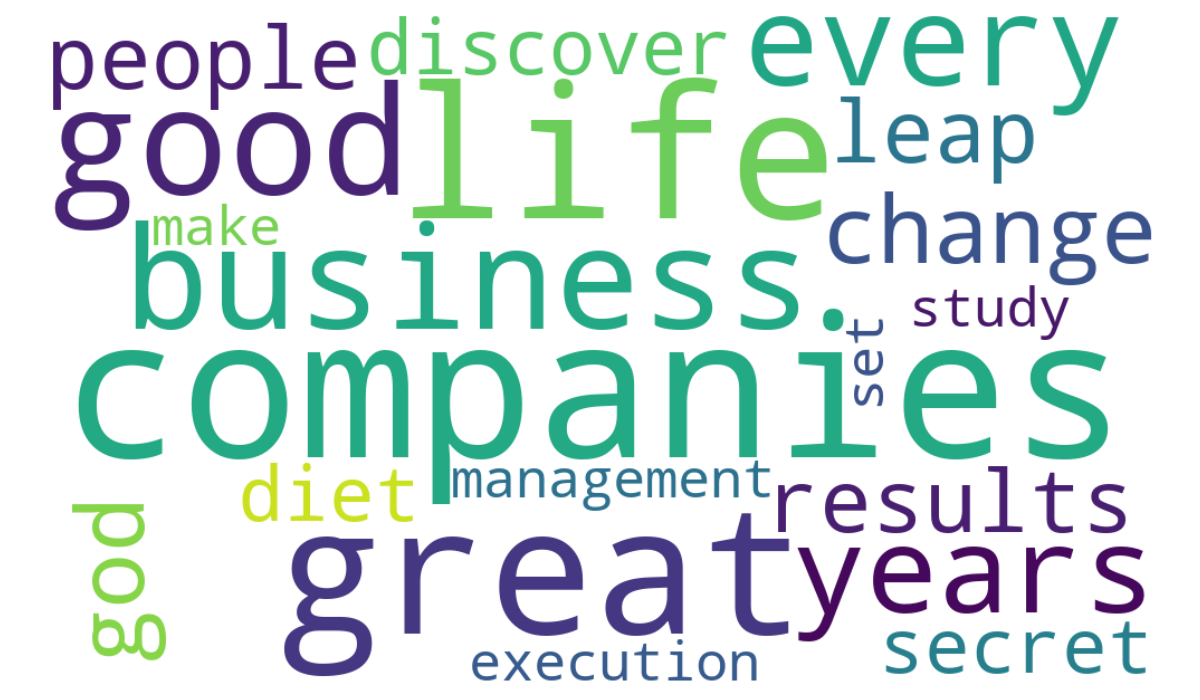 people discover every
good life leap
make change
business study
companies set
diet management results
god great years
execution secret